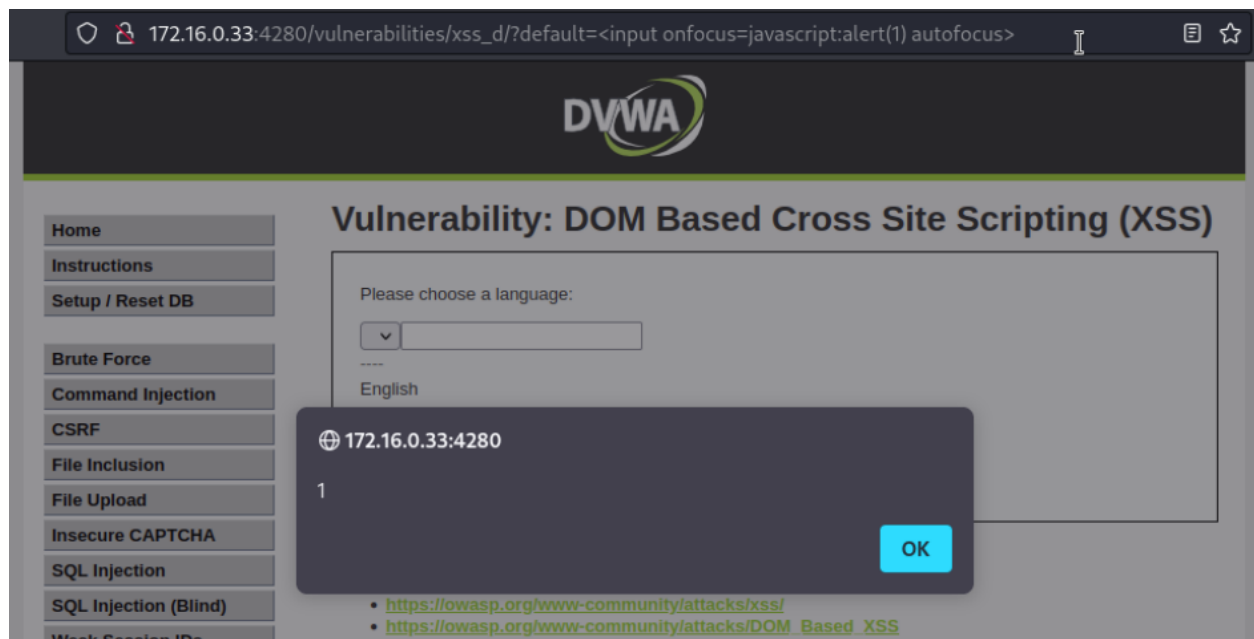 172.16.0.33:4280/vulnerabilities/xss_d/?default=<input onfocus=javascript:alert(1) autofocus>
DVWA
Vulnerability: DOM Based Cross Site Scripting (XSS)
Home
Instructions
Setup / Reset DB
Brute Force
Command Injection
CSRF
File Inclusion
File Upload
Insecure CAPTCHA
SQL Injection
SQL Injection (Blind)
Weak Session IDs
Please choose a language:
----
English
172.16.0.33:4280
1
OK
https://owasp.org/www-community/attacks/xss/
https://owasp.org/www-community/attacks/DOM_Based_XSS